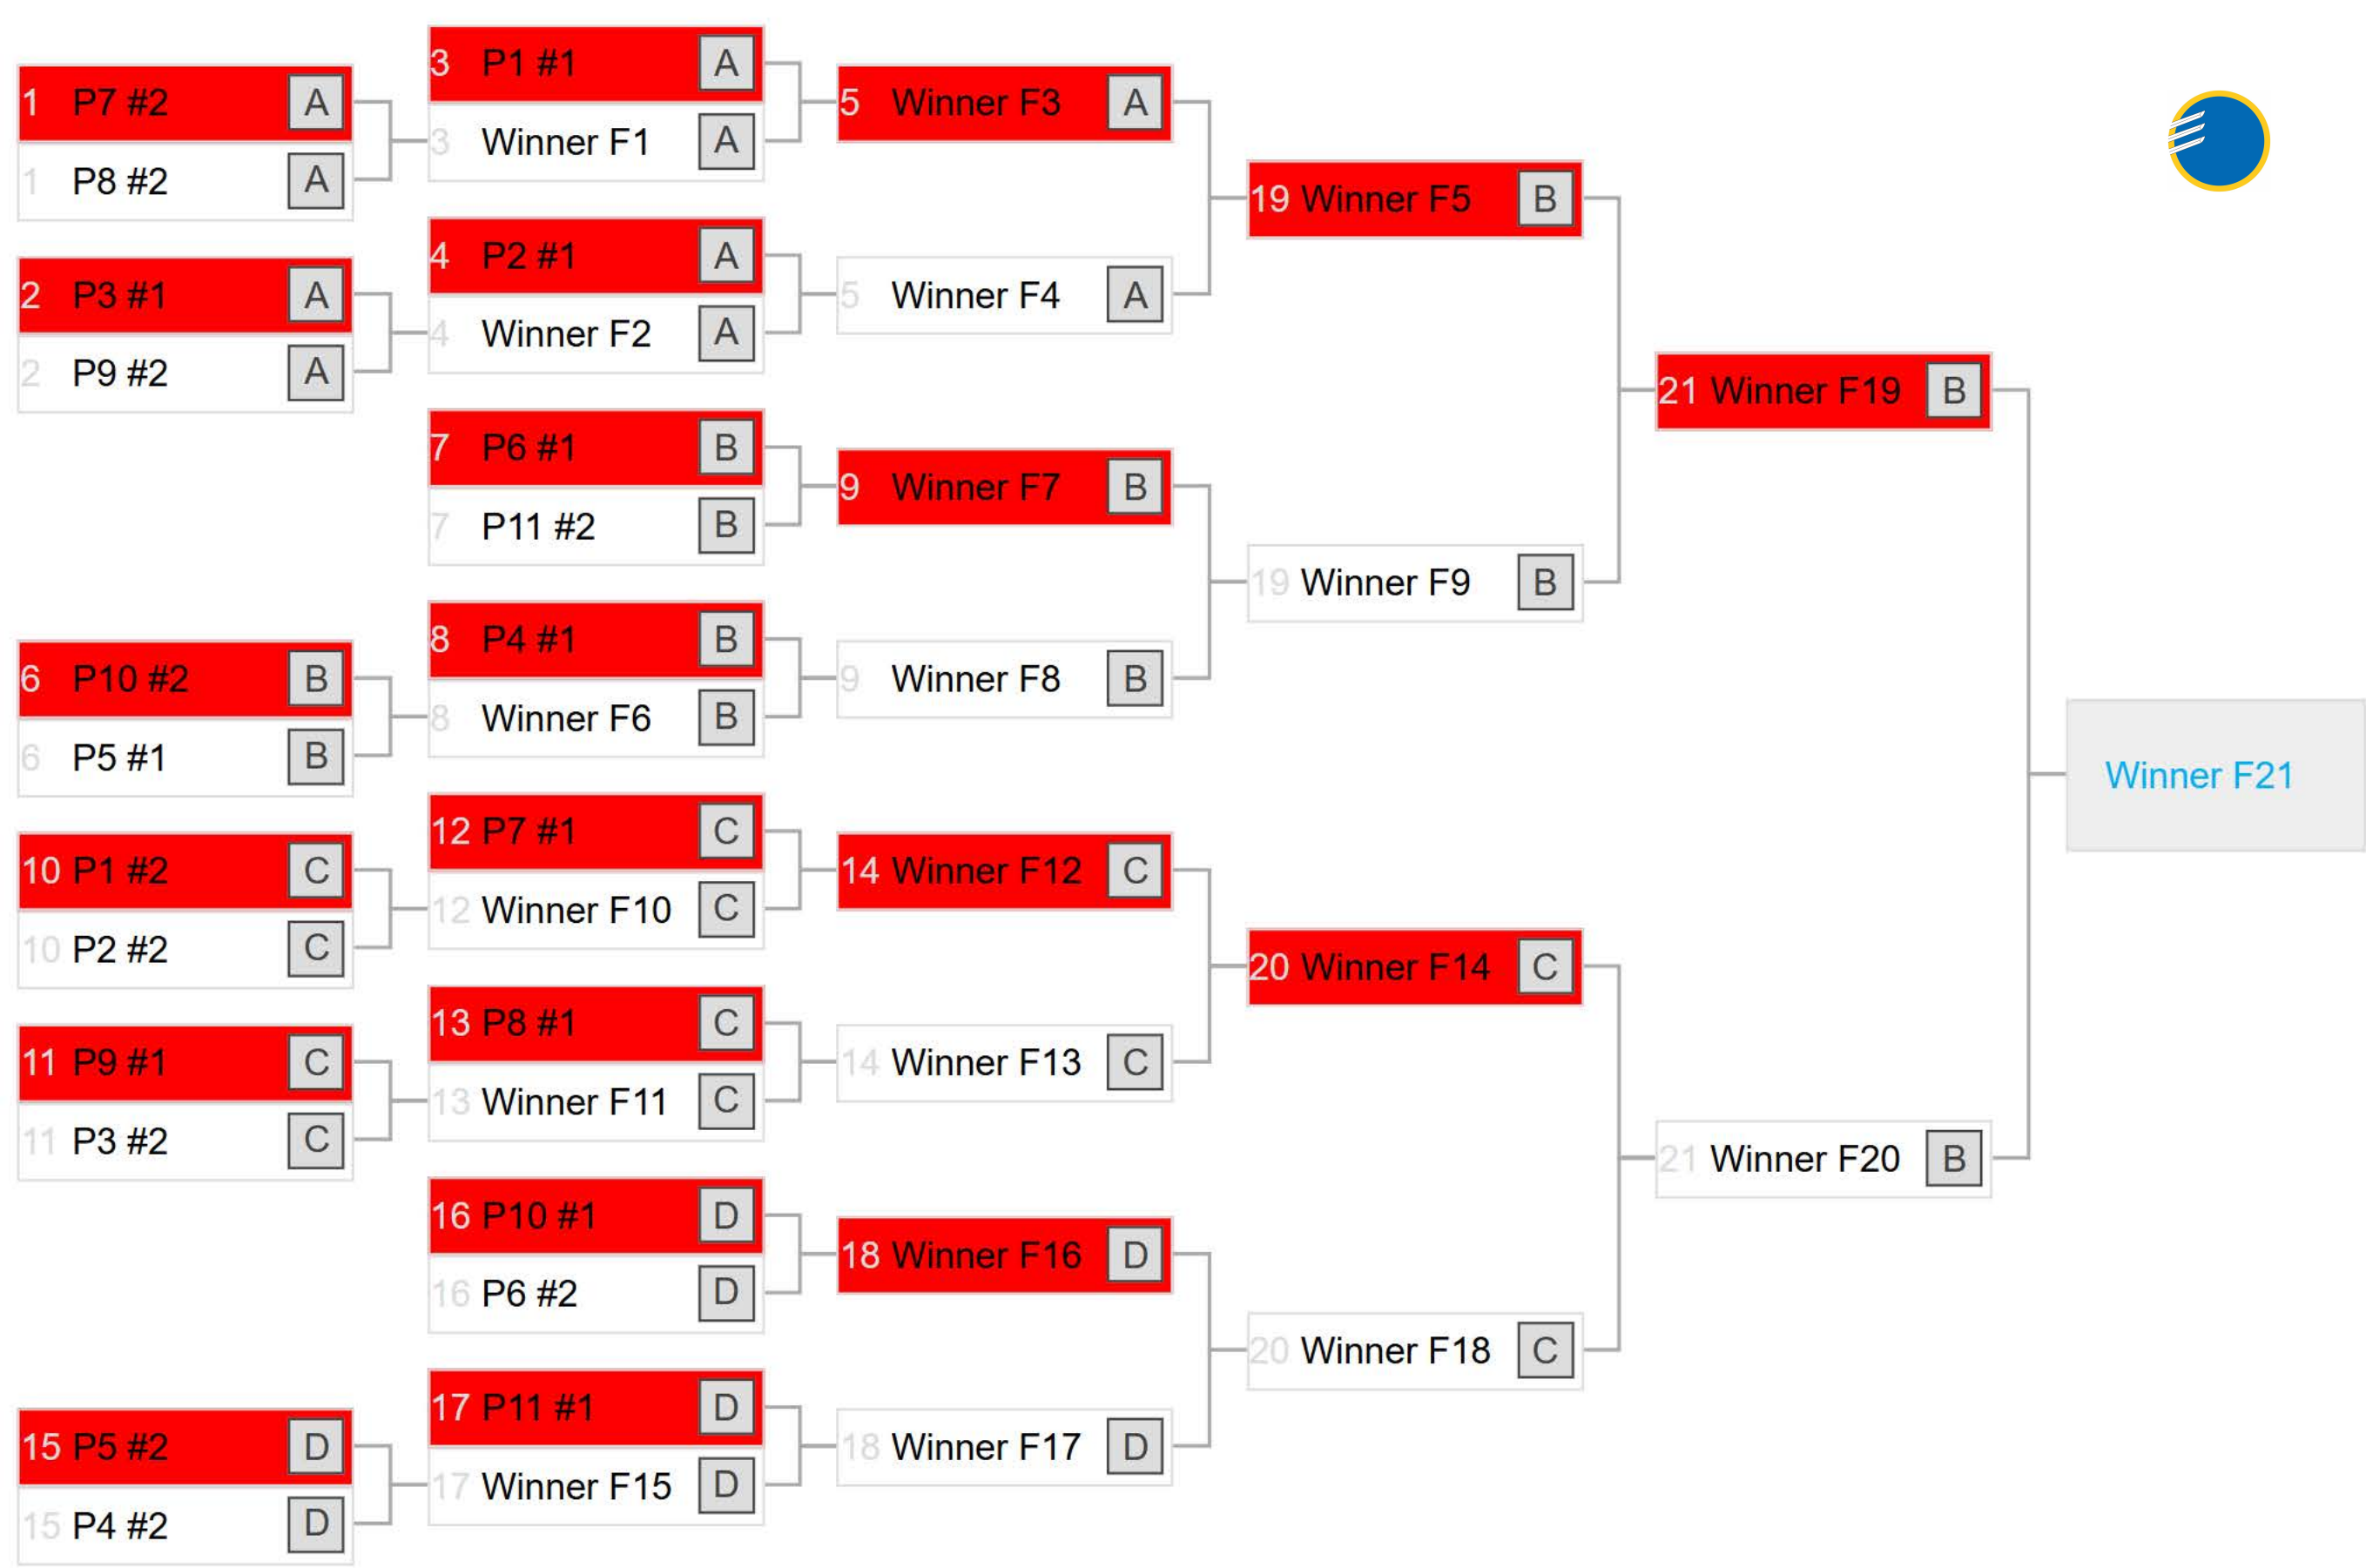 1 P7 #2 A
1 P8 #2 A
2 P3 #1 A
2 P9 #2 A
6 P10 #2 B
6 P5 #1 B
10 P1 #2 C
10 P2 #2 C
11 P9 #1 C
11 P3 #2 C
15 P5 #2 D
15 P4 #2 D
3 P1 #1 A
3 Winner F1 A
4 P2 #1 A
4 Winner F2 A
7 P6 #1 B
7 P11 #2 B
8 P4 #1 B
8 Winner F6 B
12 P7 #1 C
12 Winner F10 C
13 P8 #1 C
13 Winner F11 C
16 P10 #1 D
16 P6 #2 D
17 P11 #1 D
17 Winner F15 D
5 Winner F3 A
5 Winner F4 A
9 Winner F7 B
9 Winner F8 B
14 Winner F12 C
14 Winner F13 C
18 Winner F16 D
18 Winner F17 D
19 Winner F5 B
19 Winner F9 B
20 Winner F14 C
20 Winner F18 C
21 Winner F19 B
21 Winner F20 B
Winner F21